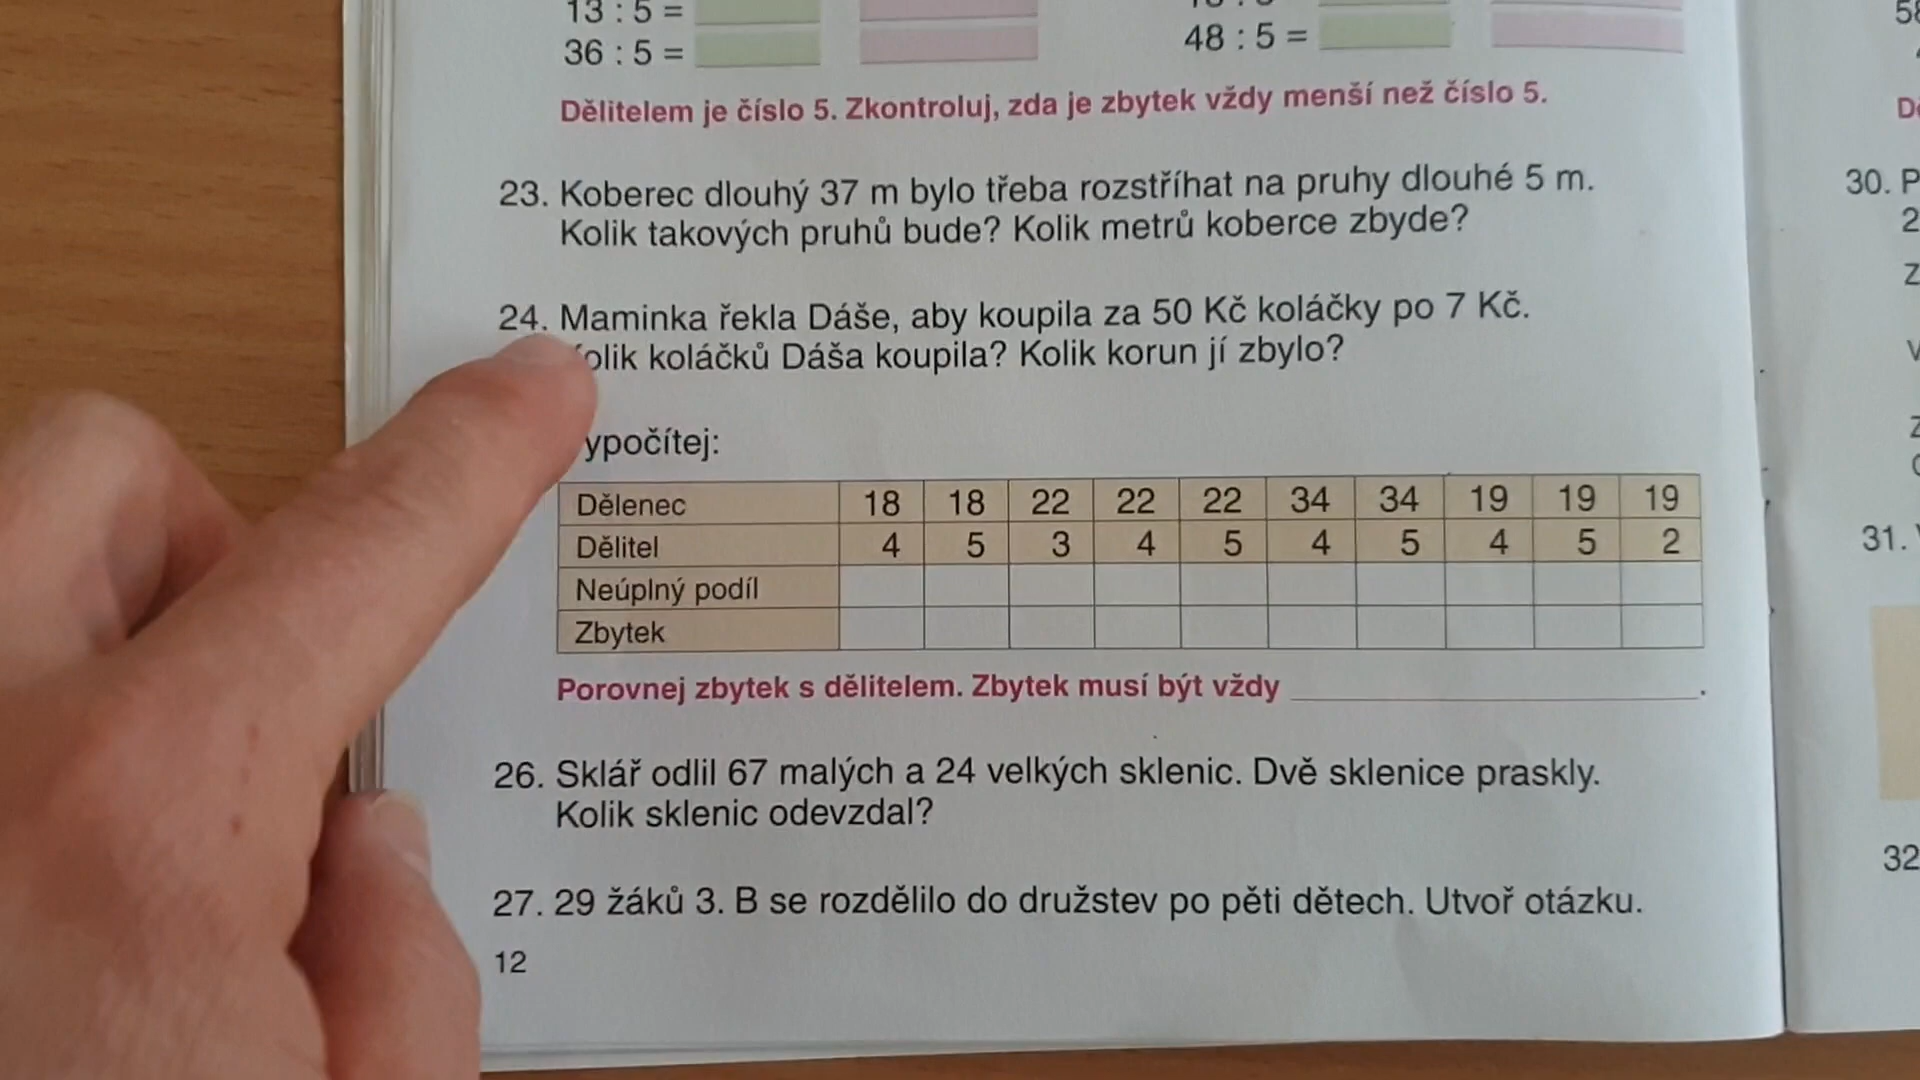 13 : 5 =
36 : 5 =
48 : 5 =
Dělitelem je číslo 5. Zkontroluj, zda je zbytek vždy menší než číslo 5.
23. Koberec dlouhý 37 m bylo třeba rozstříhat na pruhy dlouhé 5 m.
Kolik takových pruhů bude? Kolik metrů koberce zbyde?
24. Maminka řekla Dáše, aby koupila za 50 Kč koláčky po 7 Kč.
olik koláčků Dáša koupila? Kolik korun jí zbylo?
ypočítej:
Dělenec 18 18 22 22 22 34 34 19 19 19
Dělitel 4 5 3 4 5 4 5 4 5 2
Neúplný podíl
Zbytek
Porovnej zbytek s dělitelem. Zbytek musí být vždy ____.
26. Sklář odlil 67 malých a 24 velkých sklenic. Dvě sklenice praskly.
Kolik sklenic odevzdal?
27. 29 žáků 3. B se rozdělilo do družstev po pěti dětech. Utvoř otázku.
12
30. P
2
31.
32